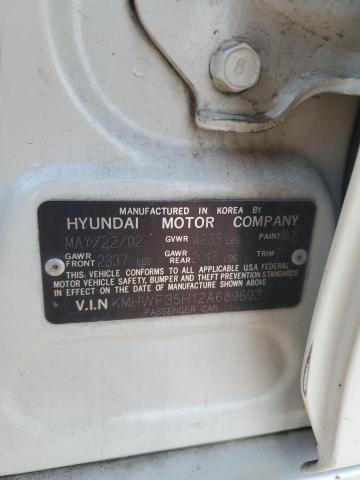 8
MANUFACTURED IN KOREA BY
HYUNDAI MOTOR COMPANY
MAY/22/02 GVWR 4233 LBS PAINT
GAWR FRONT 2337 LBS GAWR REAR 2017 LBS TRIM
THIS VEHICLE CONFORMS TO ALL APPLICABLE U.S.A FEDERAL
MOTOR VEHICLE SAFETY, BUMPER, AND THEFT PREVENTION STANDARDS
IN EFFECT ON THE DATE OF MANUFACTURE SHOWN ABOVE.
V.I.N KMHWF35H12A689693
PASSENGER CAR